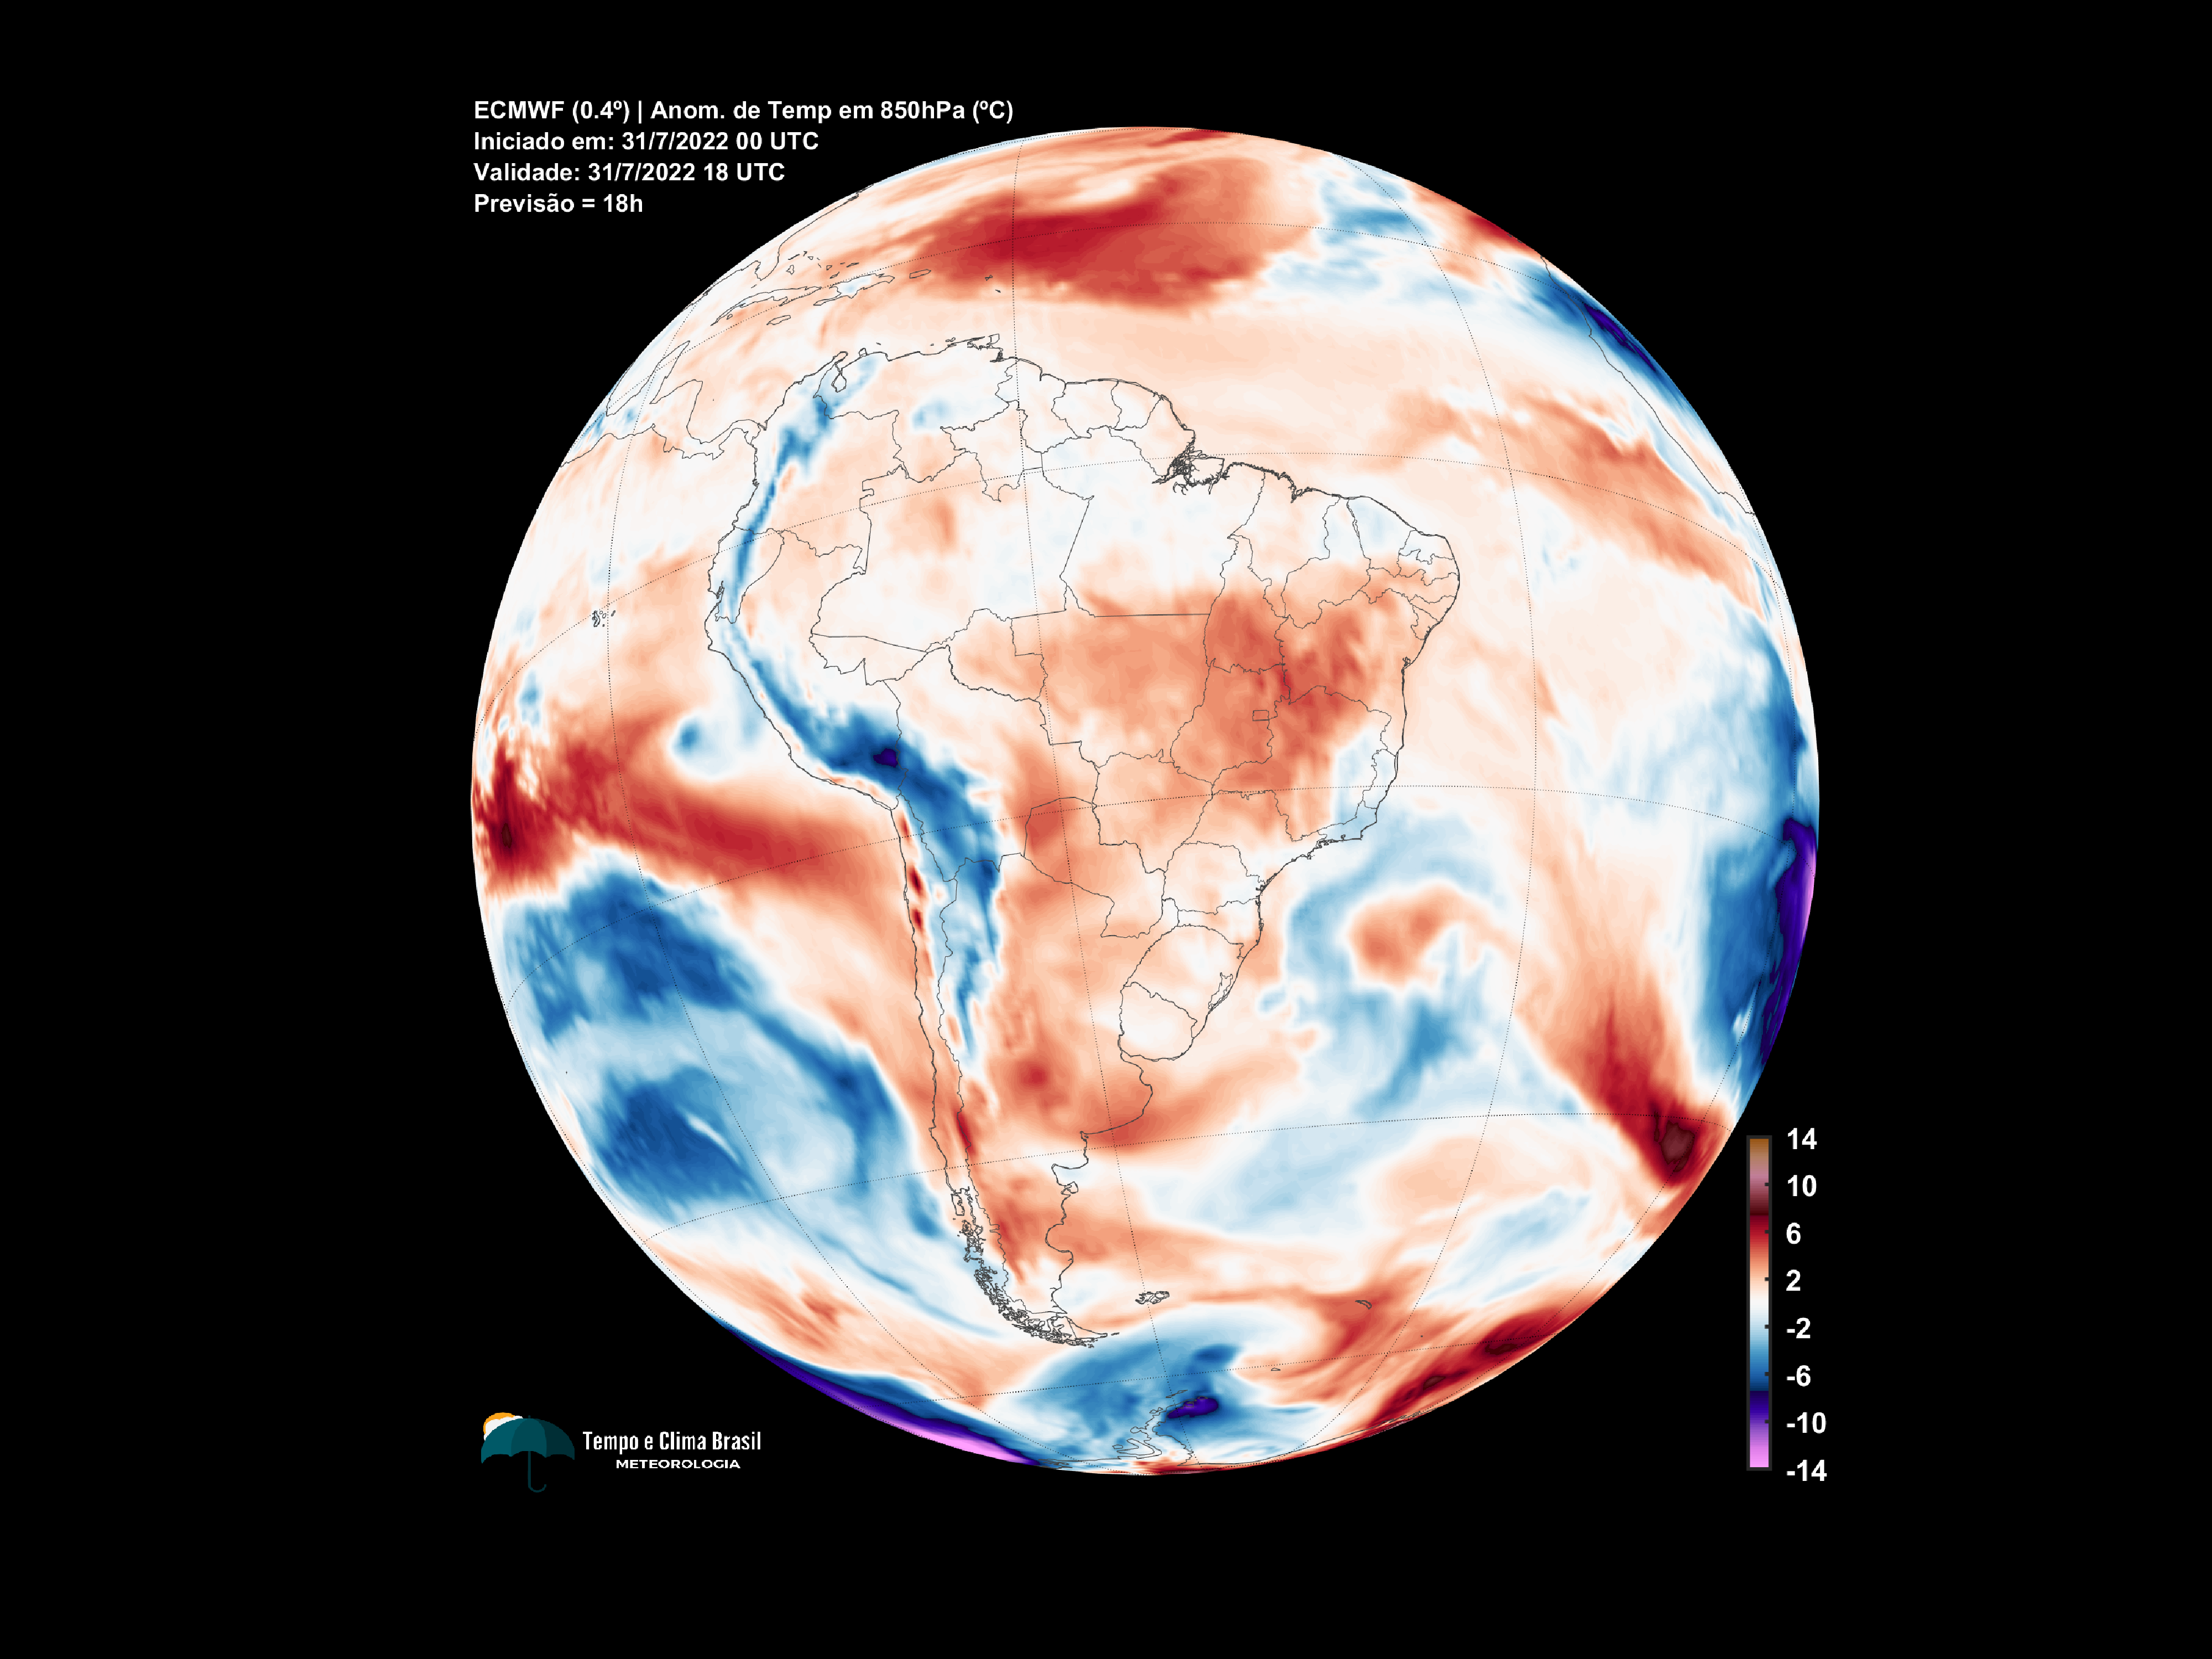 ECMWF (0.4º) | Anom. de Temp em 850hPa (ºC)
Iniciado em: 31/7/2022 00 UTC
Validade: 31/7/2022 18 UTC
Previsão = 18h
14
10
6
2
-2
-6
-10
-14
Tempo e Clima Brasil
METEOROLOGIA